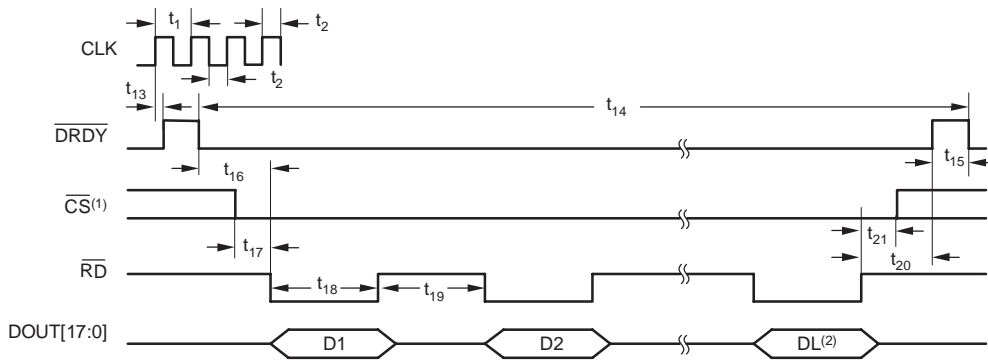 t1
t2
CLK
t2
t13
t14
DRDY
t16
t15
CS(1)
t17
t21
t20
RD
t18
t19
DOUT[17:0]
D1
D2
DL(2)